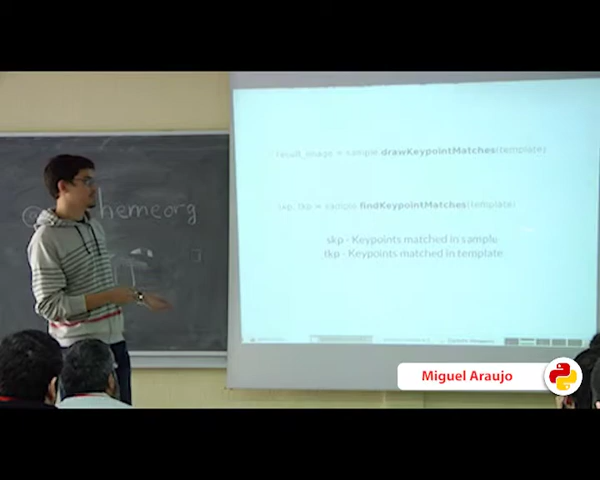 result_image = sample.drawKeypointMatches(template)
skp, tkp = sample.findKeypointMatches(template)
skp - Keypoints matched in sample
tkp - Keypoints matched in template
hemeorg
Miguel Araujo